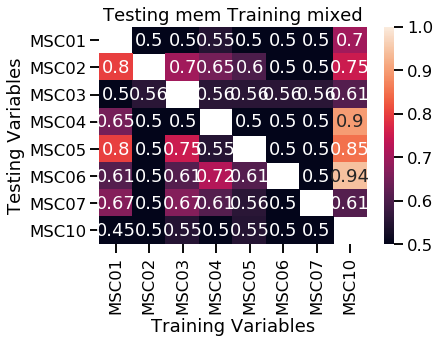 Testing mem Training mixed
MSC01 0.5 0.5 0.55 0.5 0.5 0.5 0.7
MSC02 0.8 0.7 0.65 0.6 0.5 0.5 0.75
MSC03 0.5 0.56 0.56 0.56 0.56 0.56 0.61
MSC04 0.65 0.5 0.5 0.5 0.5 0.5 0.9
MSC05 0.8 0.5 0.75 0.55 0.5 0.5 0.85
MSC06 0.61 0.5 0.61 0.72 0.61 0.5 0.94
MSC07 0.67 0.5 0.67 0.61 0.56 0.5 0.61
MSC10 0.45 0.5 0.55 0.5 0.55 0.5 0.5
MSC01 MSC02 MSC03 MSC04 MSC05 MSC06 MSC07 MSC10
Training Variables
Testing Variables
1.0
0.9
0.8
0.7
0.6
0.5